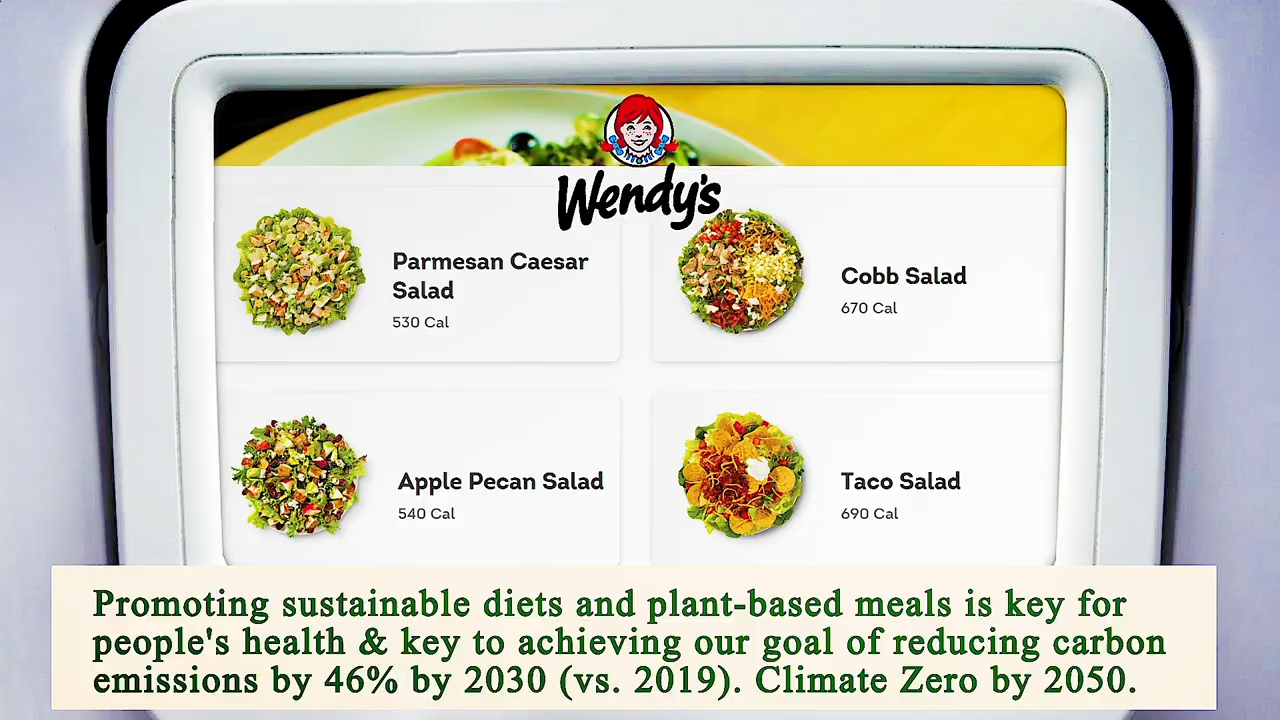 Wendy's
Parmesan Caesar
Salad
530 Cal
Cobb Salad
670 Cal
Apple Pecan Salad
540 Cal
Taco Salad
690 Cal
Promoting sustainable diets and plant-based meals is key for
people's health & key to achieving our goal of reducing carbon
emissions by 46% by 2030 (vs. 2019). Climate Zero by 2050.